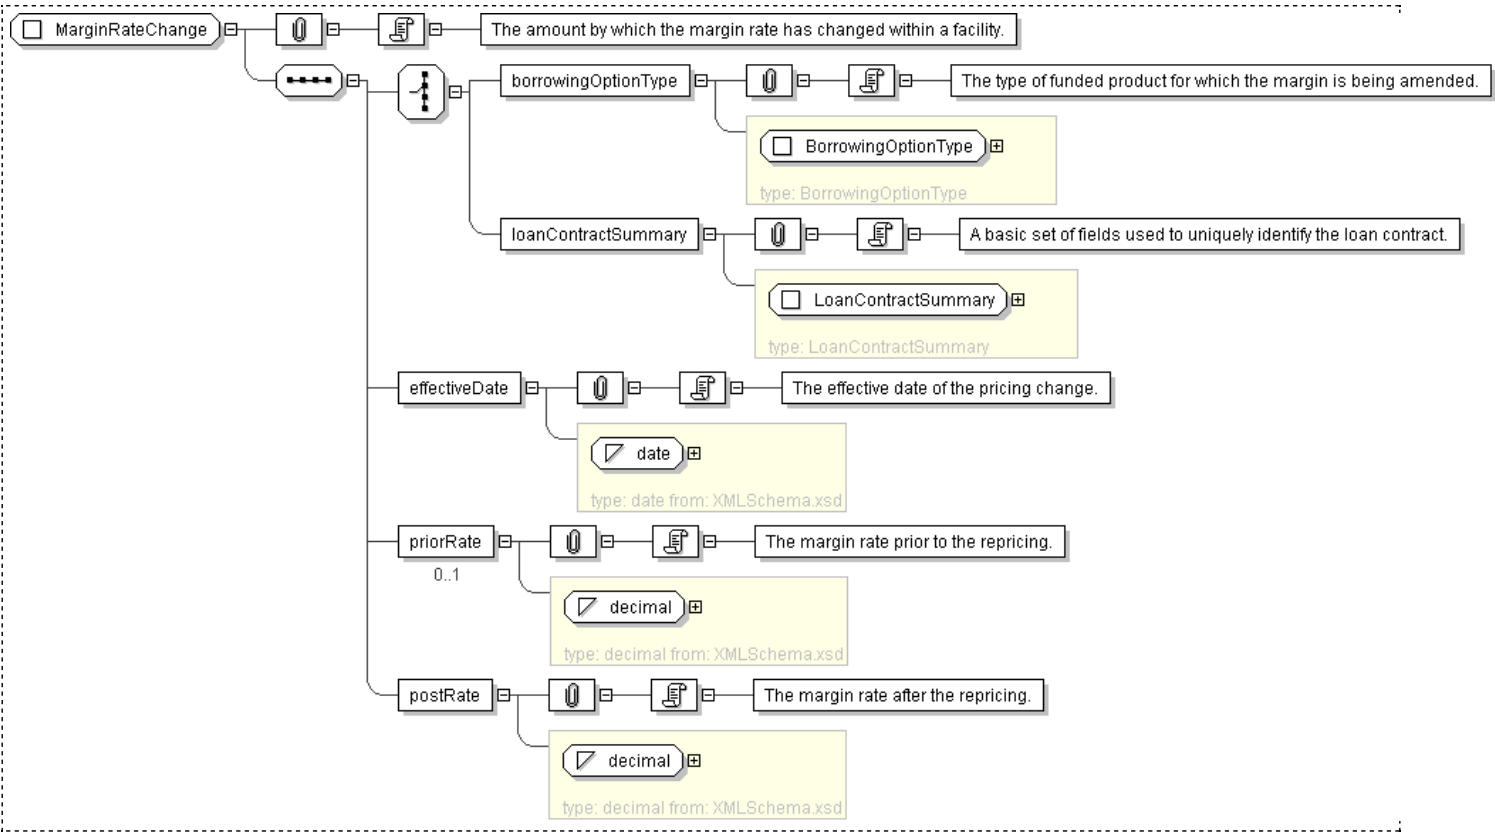 MarginRateChange
The amount by which the margin rate has changed within a facility.
borrowingOptionType
The type of funded product for which the margin is being amended.
BorrowingOptionType
type: BorrowingOptionType
loanContractSummary
A basic set of fields used to uniquely identify the loan contract.
LoanContractSummary
type: LoanContractSummary
effectiveDate
The effective date of the pricing change.
date
type: date from: XMLSchema.xsd
priorRate
The margin rate prior to the repricing.
0..1
decimal
type: decimal from: XMLSchema.xsd
postRate
The margin rate after the repricing.
decimal
type: decimal from: XMLSchema.xsd